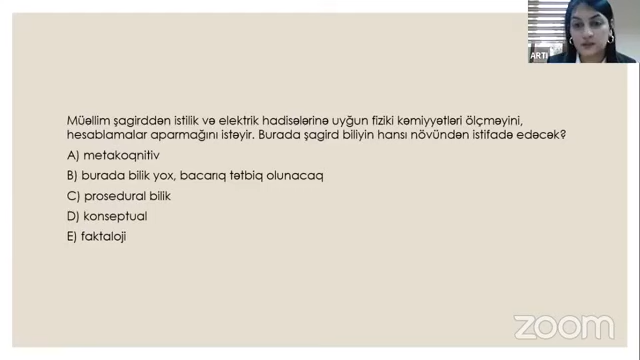 ARTI
Müəllim şagirddən istilik və elektrik hadisələrinə uyğun fiziki kəmiyyətləri ölçməyini,
hesablamalar aparmağını istəyir. Burada şagird biliyin hansı növündən istifadə edəcək?
A) metakoqnitiv
B) burada bilik yox, bacarıq tətbiq olunacaq
C) prosedural bilik
D) konseptual
E) faktaloji
zoom